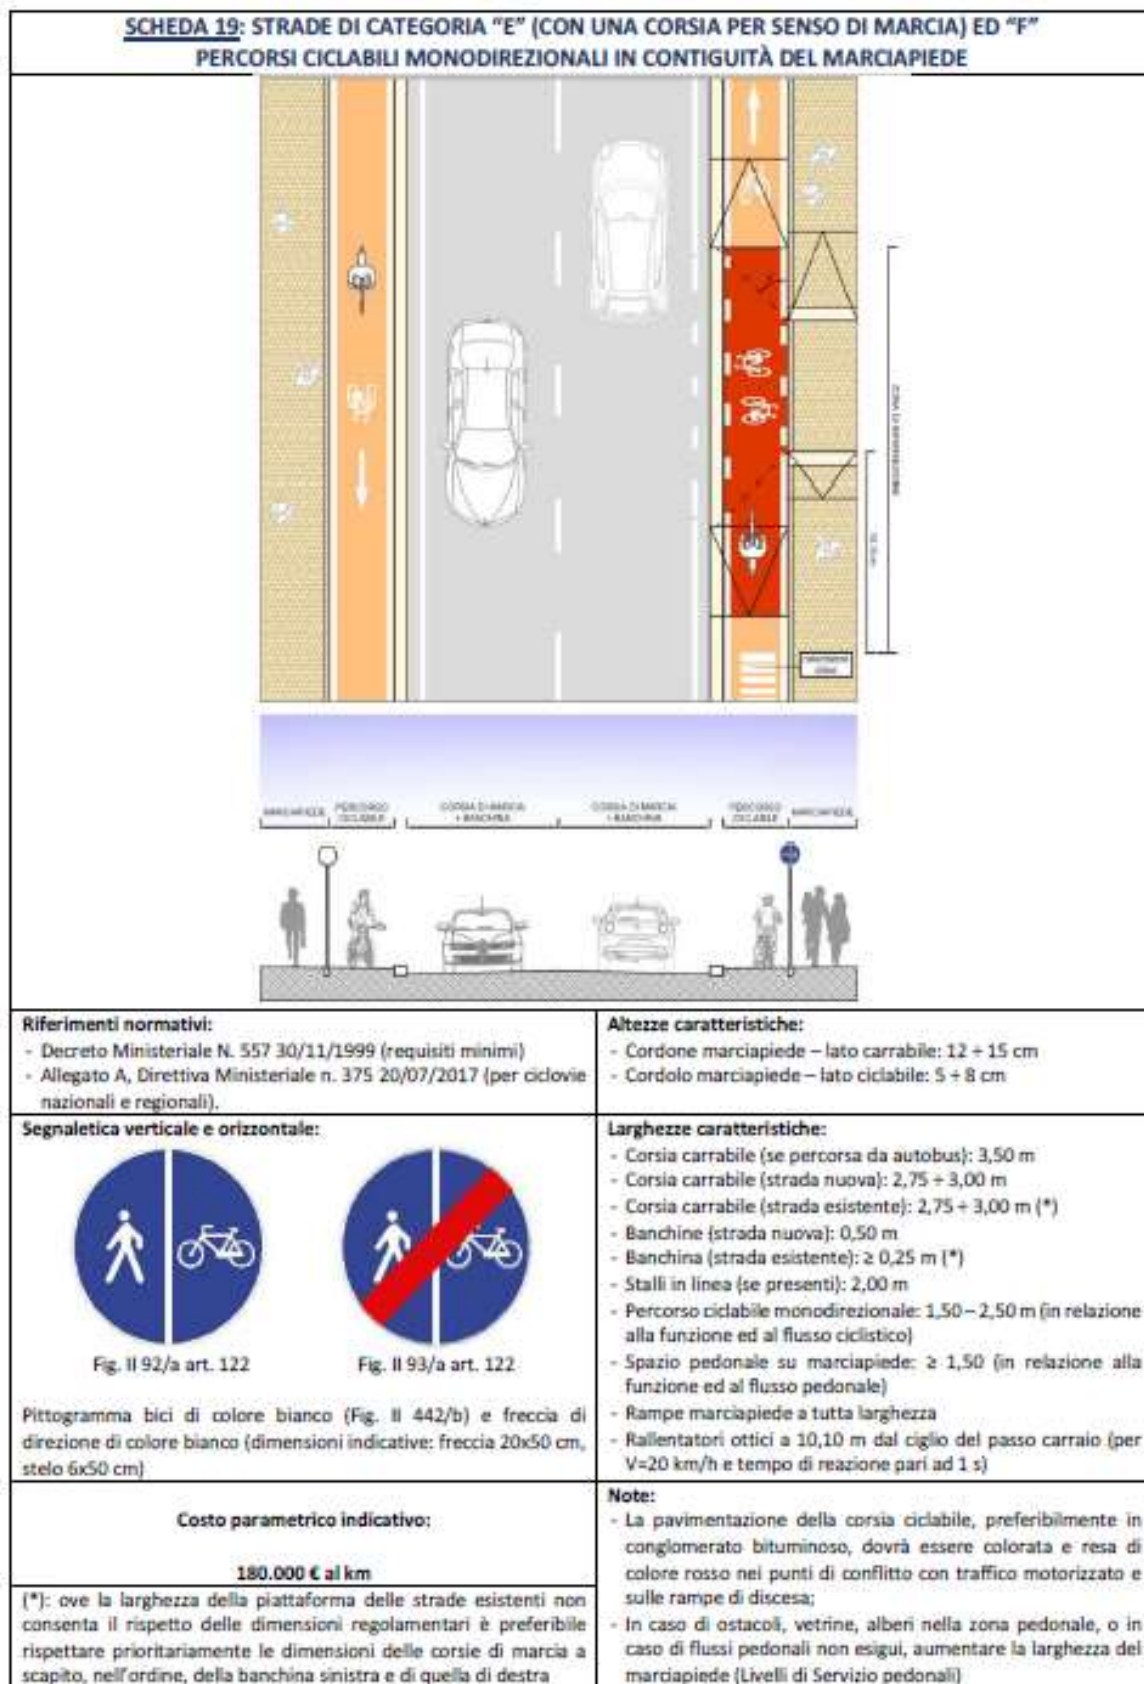 SCHEDA 19: STRADE DI CATEGORIA “E” (CON UNA CORSIA PER SENSO DI MARCIA) ED “F”
PERCORSI CICLABILI MONODIREZIONALI IN CONTIGUITÀ DEL MARCIAPIEDE
MARCIAPIEDE
PERCORSO
CICLABILE
CORSIA DI MARCIA
+ BANCHINA
CORSIA DI MARCIA
+ BANCHINA
PERCORSO
CICLABILE
MARCIAPIEDE
Riferimenti normativi:
- Decreto Ministeriale N. 557 30/11/1999 (requisiti minimi)
- Allegato A, Direttiva Ministeriale n. 375 20/07/2017 (per ciclovie
nazionali e regionali).
Altezze caratteristiche:
- Cordone marciapiede – lato carrabile: 12 ÷ 15 cm
- Cordolo marciapiede – lato ciclabile: 5 ÷ 8 cm
Segnaletica verticale e orizzontale:
Fig. II 92/a art. 122
Fig. II 93/a art. 122
Pittogramma bici di colore bianco (Fig. II 442/b) e freccia di
direzione di colore bianco (dimensioni indicative: freccia 20x50 cm,
stelo 6x50 cm)
Larghezze caratteristiche:
- Corsia carrabile (se percorsa da autobus): 3,50 m
- Corsia carrabile (strada nuova): 2,75 ÷ 3,00 m
- Corsia carrabile (strada esistente): 2,75 ÷ 3,00 m (*)
- Banchine (strada nuova): 0,50 m
- Banchina (strada esistente): ≥ 0,25 m (*)
- Stalli in linea (se presenti): 2,00 m
- Percorso ciclabile monodirezionale: 1,50 – 2,50 m (in relazione
alla funzione ed al flusso ciclistico)
- Spazio pedonale su marciapiede: ≥ 1,50 (in relazione alla
funzione ed al flusso pedonale)
- Rampe marciapiede a tutta larghezza
- Rallentatori ottici a 10,10 m dal ciglio del passo carraio (per
V=20 km/h e tempo di reazione pari ad 1 s)
Costo parametrico indicativo:
180.000 € al km
(*): ove la larghezza della piattaforma delle strade esistenti non
consenta il rispetto delle dimensioni regolamentari è preferibile
rispettare prioritariamente le dimensioni delle corsie di marcia a
scapito, nell'ordine, della banchina sinistra e di quella di destra
Note:
- La pavimentazione della corsia ciclabile, preferibilmente in
conglomerato bituminoso, dovrà essere colorata e resa di
colore rosso nei punti di conflitto con traffico motorizzato e
sulle rampe di discesa;
- In caso di ostacoli, vetrine, alberi nella zona pedonale, o in
caso di flussi pedonali non esigui, aumentare la larghezza del
marciapiede (Livelli di Servizio pedonali)